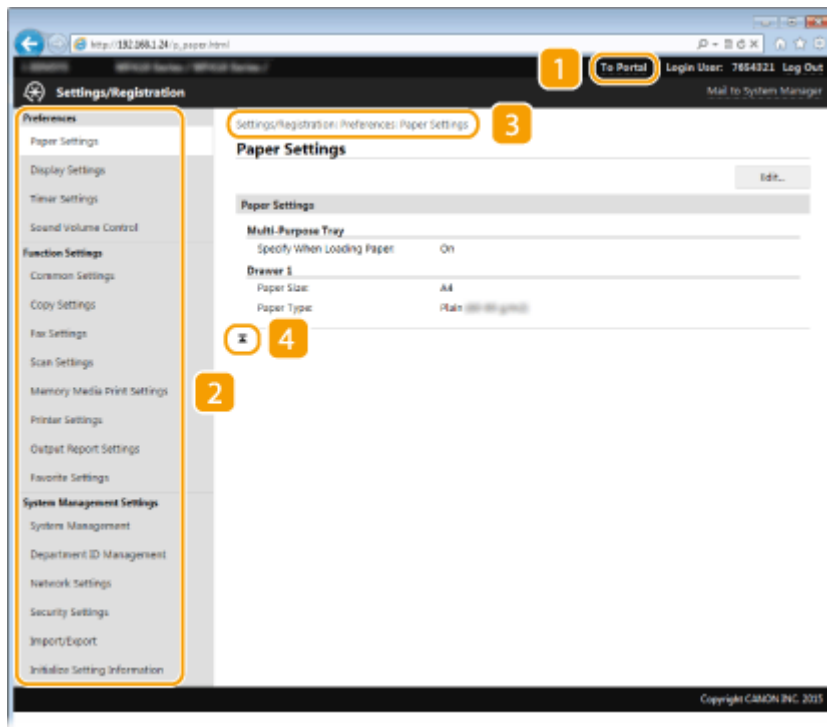 http://192.168.1.24/p_paper.html
1
To Portal Login User: 7654321 Log Out
Settings/Registration
Mail to System Manager
Preferences
Paper Settings
Display Settings
Timer Settings
Sound Volume Control
Function Settings
Common Settings
Copy Settings
Fax Settings
Scan Settings
Memory Media Print Settings
Printer Settings
Output Report Settings
Favorite Settings
System Management Settings
System Management
Department ID Management
Network Settings
Security Settings
Import/Export
Initialize Setting Information
2
Settings/Registration: Preferences: Paper Settings
3
Paper Settings
Edit...
Paper Settings
Multi-Purpose Tray
Specify When Loading Paper: On
Drawer 1
Paper Size: A4
Paper Type: Plain
4
Copyright CANON INC. 2015